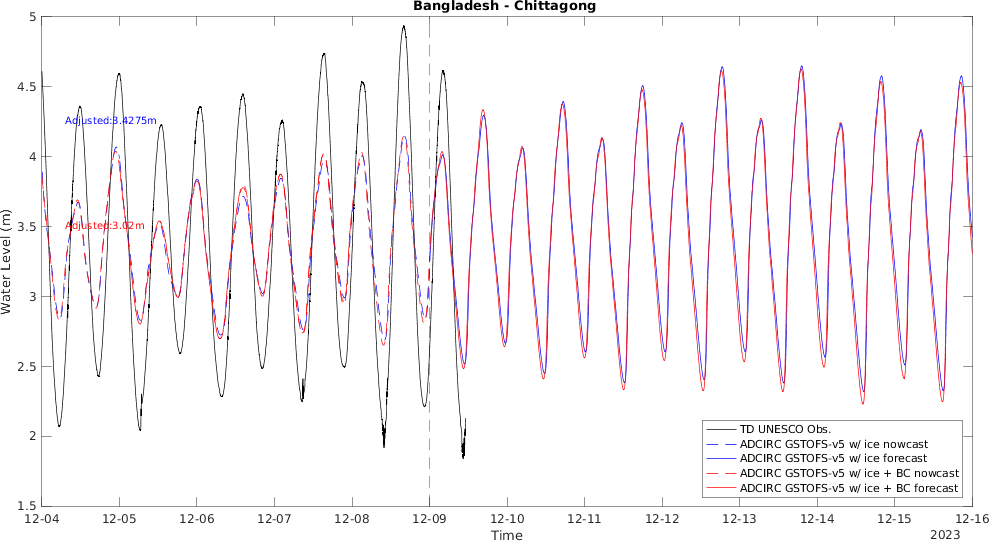 Bangladesh - Chittagong
5
4.5
4
3.5
3
2.5
2
1.5
Water Level (m)
Adjusted:3.4275m
Adjusted:3.02m
TD UNESCO Obs.
ADCIRC GSTOFS-v5 w/ ice nowcast
ADCIRC GSTOFS-v5 w/ ice forecast
ADCIRC GSTOFS-v5 w/ ice + BC nowcast
ADCIRC GSTOFS-v5 w/ ice + BC forecast
12-04 12-05 12-06 12-07 12-08 12-09 12-10 12-11 12-12 12-13 12-14 12-15 12-16
Time
2023